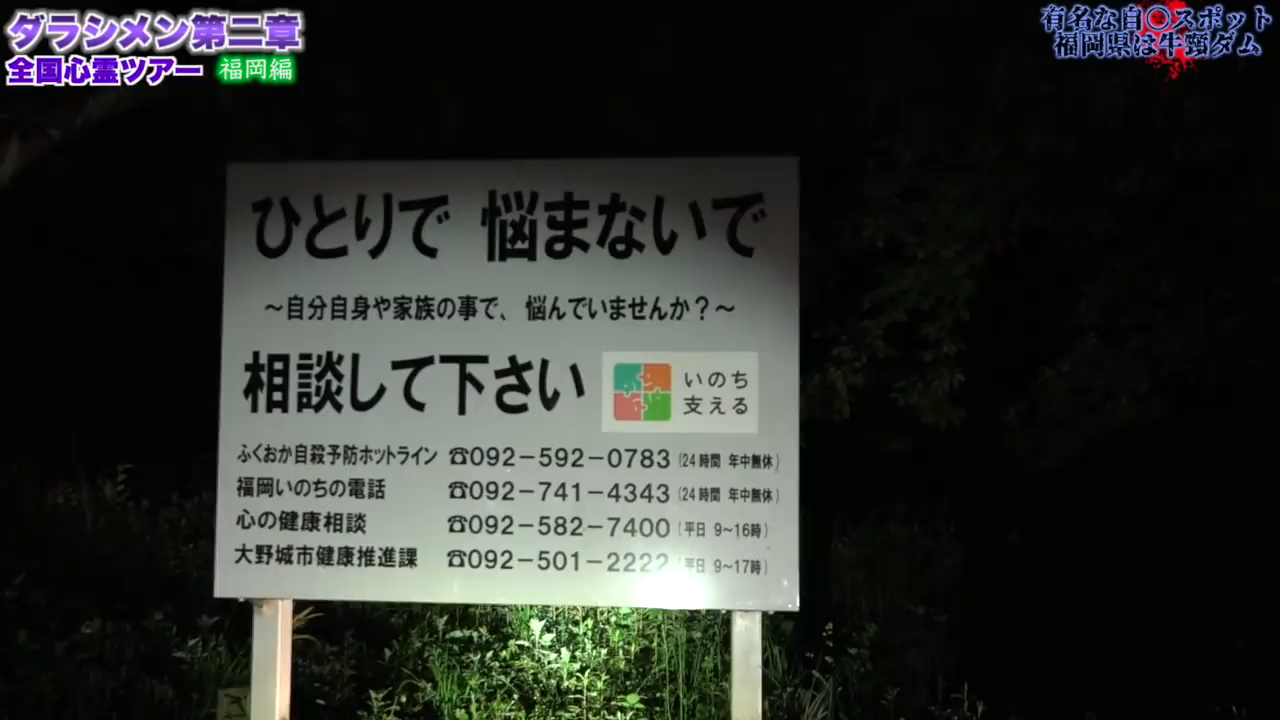 ダラシメン第二章
全国心霊ツアー 福岡編
有名な自〇スポット
福岡県は牛頸ダム
ひとりで 悩まないで
～自分自身や家族の事で、悩んでいませんか？～
相談して下さい
いのち
支える
ふくおか自殺予防ホットライン ☎092－592－0783 (24時間 年中無休)
福岡いのちの電話 ☎092－741－4343 (24時間 年中無休)
心の健康相談 ☎092－582－7400 (平日 9～16時)
大野城市健康推進課 ☎092－501－2222 (平日 9～17時)